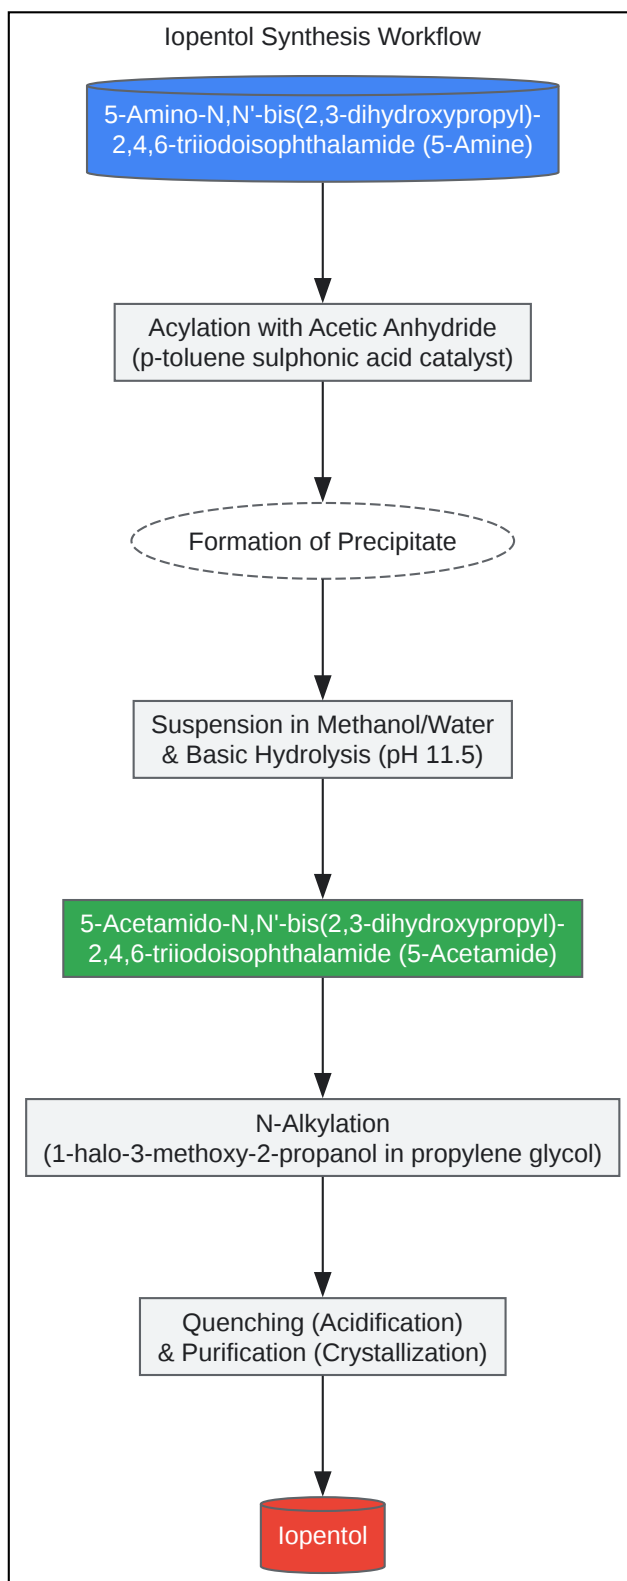 Iopentol Synthesis Workflow
5-Amino-N,N'-bis(2,3-dihydroxypropyl)-
2,4,6-triiodoisophthalamide (5-Amine)
Acylation with Acetic Anhydride
(p-toluene sulphonic acid catalyst)
Formation of Precipitate
Suspension in Methanol/Water
& Basic Hydrolysis (pH 11.5)
5-Acetamido-N,N'-bis(2,3-dihydroxypropyl)-
2,4,6-triiodoisophthalamide (5-Acetamide)
N-Alkylation
(1-halo-3-methoxy-2-propanol in propylene glycol)
Quenching (Acidification)
& Purification (Crystallization)
Iopentol